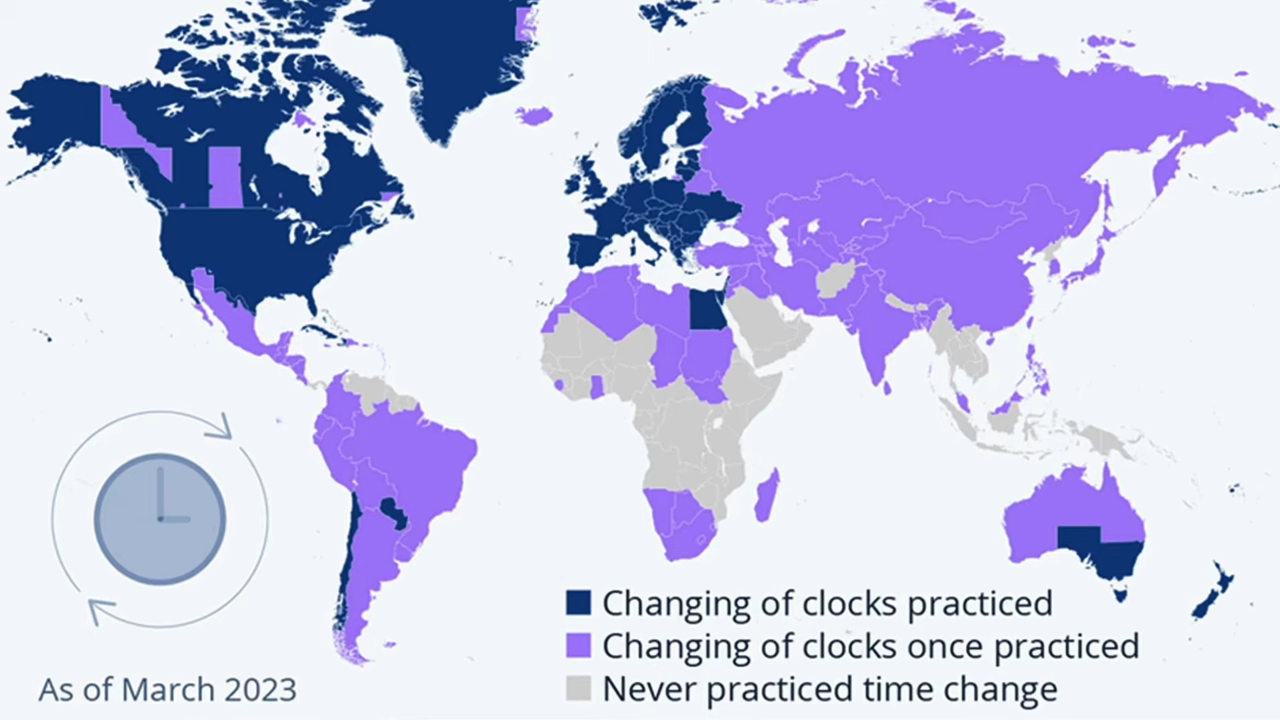 Changing of clocks practiced
Changing of clocks once practiced
Never practiced time change
As of March 2023